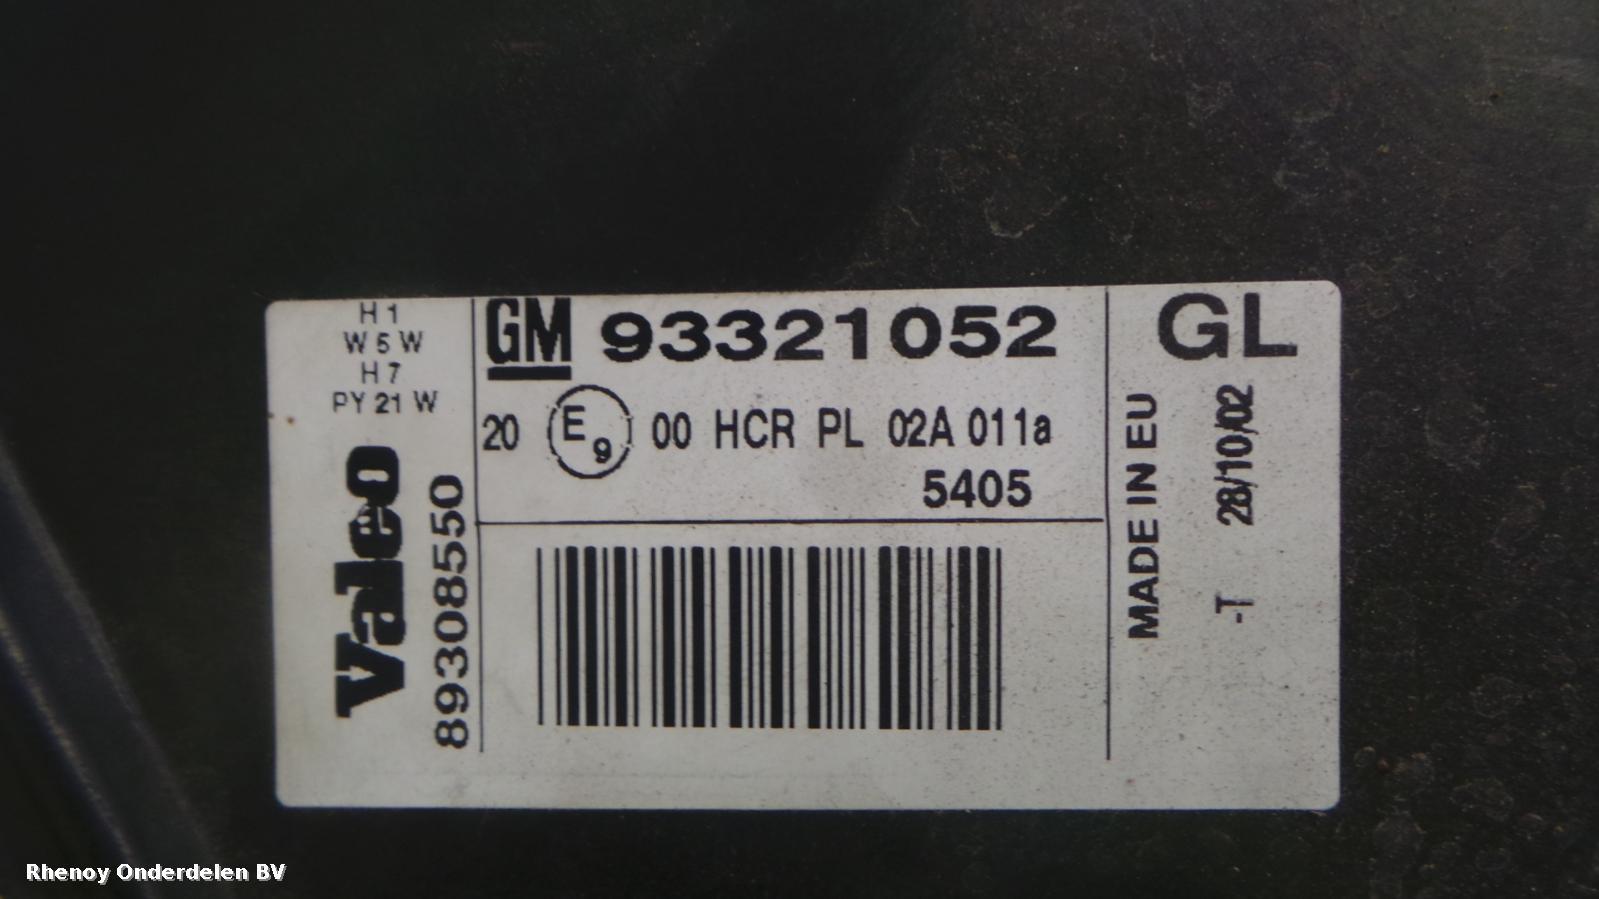 H 1
W 5 W
H 7
PY 21 W
Valeo
89308550
GM 93321052
20 E9 00 HCR PL 02A 011a
5405
GL
MADE IN EU
-T 28/10/02
Rhenoy Onderdelen BV